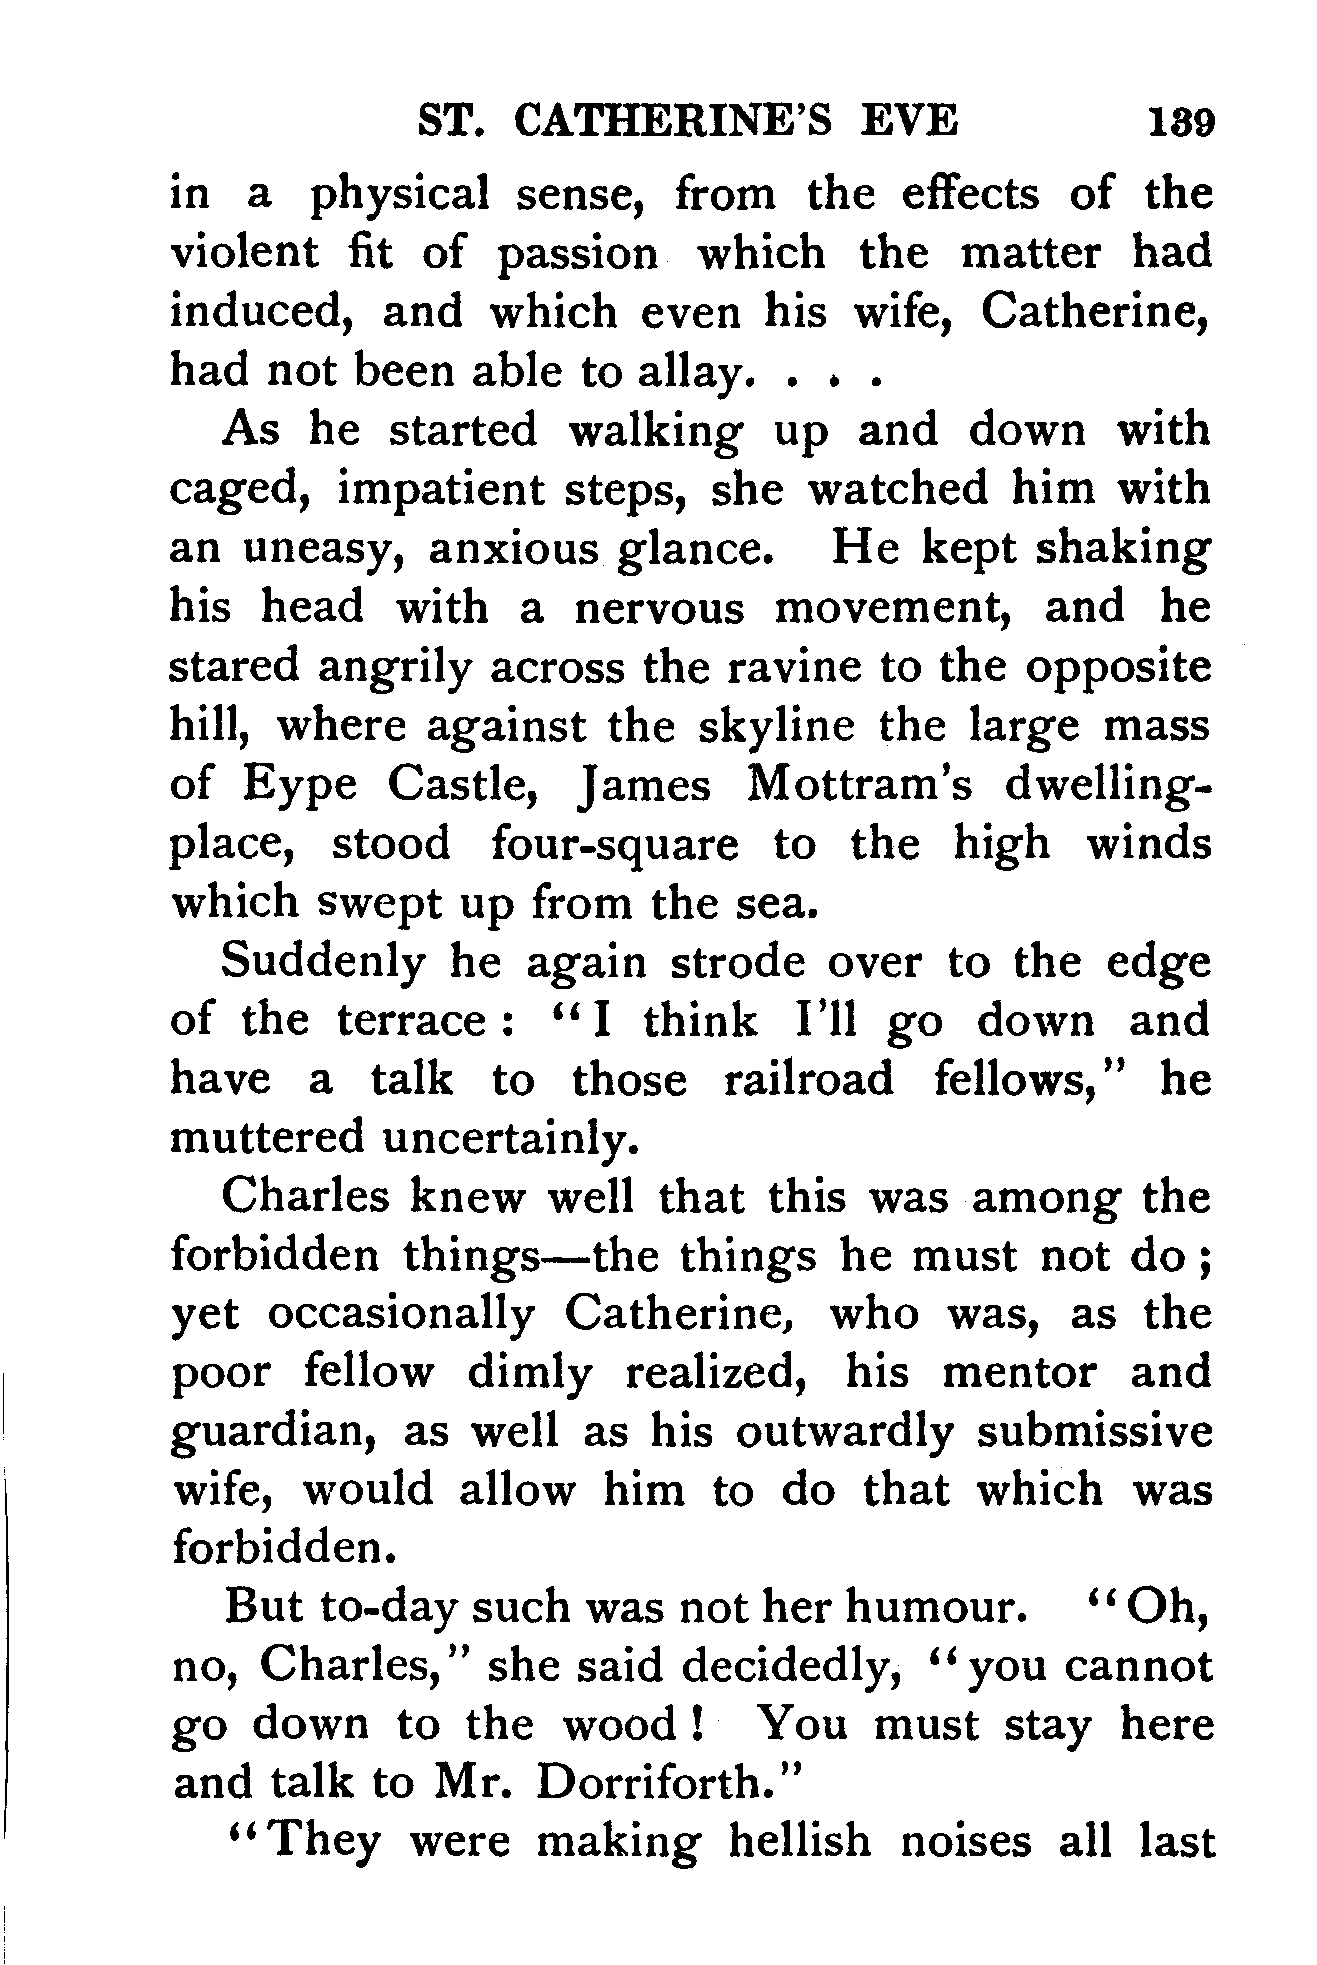 ST. CATHERINE'S EVE 139
in a physical sense, from the effects of the
violent fit of passion which the matter had
induced, and which even his wife, Catherine,
had not been able to allay. . . .
As he started walking up and down with
caged, impatient steps, she watched him with
an uneasy, anxious glance. He kept shaking
his head with a nervous movement, and he
stared angrily across the ravine to the opposite
hill, where against the skyline the large mass
of Eype Castle, James Mottram's dwelling-
place, stood four-square to the high winds
which swept up from the sea.
Suddenly he again strode over to the edge
of the terrace : “ I think I'll go down and
have a talk to those railroad fellows,” he
muttered uncertainly.
Charles knew well that this was among the
forbidden things—the things he must not do ;
yet occasionally Catherine, who was, as the
poor fellow dimly realized, his mentor and
guardian, as well as his outwardly submissive
wife, would allow him to do that which was
forbidden.
But to-day such was not her humour. “ Oh,
no, Charles,” she said decidedly, “ you cannot
go down to the wood ! You must stay here
and talk to Mr. Dorriforth.”
“ They were making hellish noises all last